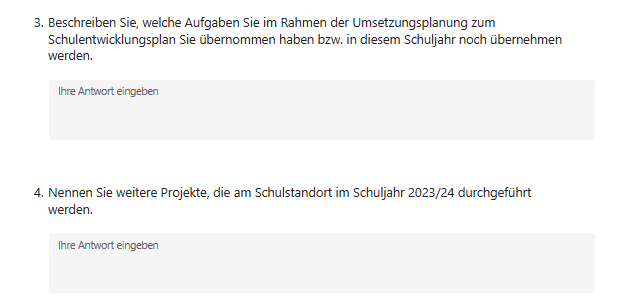 3. Beschreiben Sie, welche Aufgaben Sie im Rahmen der Umsetzungsplanung zum
Schulentwicklungsplan Sie übernommen haben bzw. in diesem Schuljahr noch übernehmen
werden.
Ihre Antwort eingeben
4. Nennen Sie weitere Projekte, die am Schulstandort im Schuljahr 2023/24 durchgeführt
werden.
Ihre Antwort eingeben